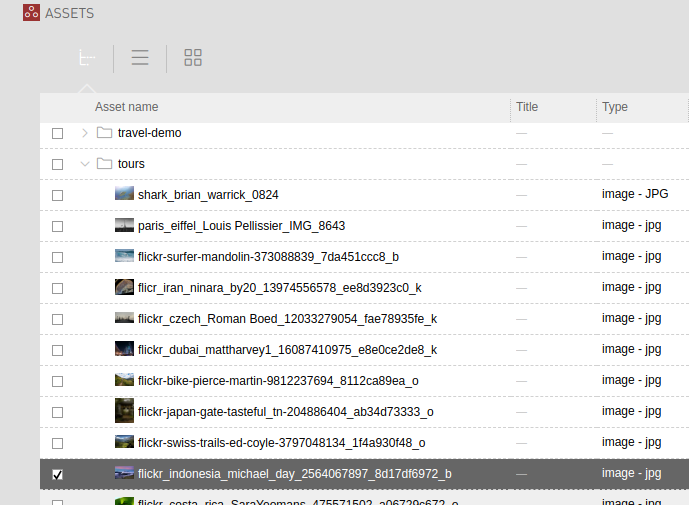 ASSETS
Asset name Title Type
travel-demo — —
tours — —
shark_brian_warrick_0824 — image - JPG
paris_eiffel_Louis Pellissier_IMG_8643 — image - jpg
flickr-surfer-mandolin-373088839_7da451ccc8_b — image - jpg
flicr_iran_ninara_by20_13974556578_ee8d3923c0_k — image - jpg
flickr_czech_Roman Boed_12033279054_fae78935fe_k — image - jpg
flickr_dubai_mattharvey1_16087410975_e8e0ce2de8_k — image - jpg
flickr-bike-pierce-martin-9812237694_8112ca89ea_o — image - jpg
flickr-japan-gate-tasteful_tn-204886404_ab34d73333_o — image - jpg
flickr-swiss-trails-ed-coyle-3797048134_1f4a930f48_o — image - jpg
flickr_indonesia_michael_day_2564067897_8d17df6972_b — image - jpg
flickr_costa_rica_SaraYeomans_475571502_a06729c672_o — image - jpg